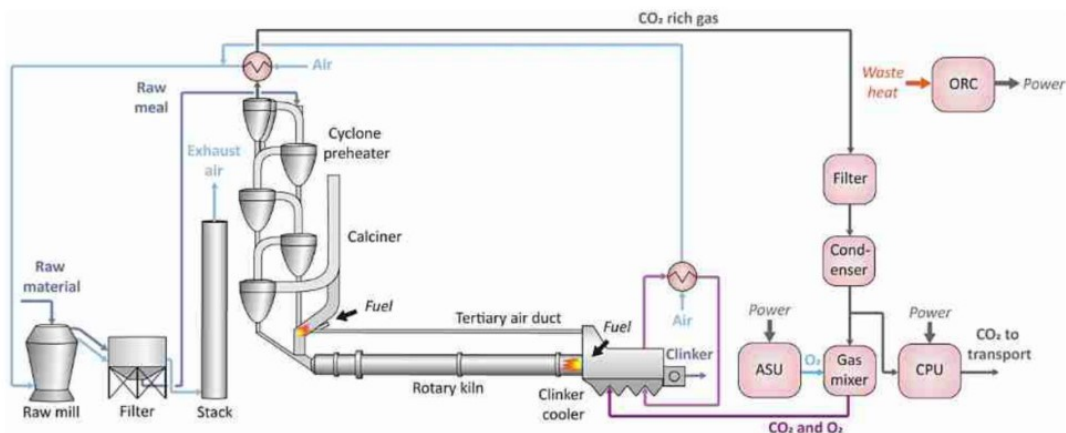 CO₂ rich gas
Air
Raw
meal
Waste
heat
ORC
Power
Cyclone
preheater
Exhaust
air
Filter
Calciner
Cond-
enser
Raw
material
Fuel
Air
Tertiary air duct
Fuel
Power
Power
Clinker
CO₂ to
transport
ASU
O₂
Gas
mixer
CPU
Rotary kiln
Clinker
cooler
Raw mill
Filter
Stack
CO₂ and O₂